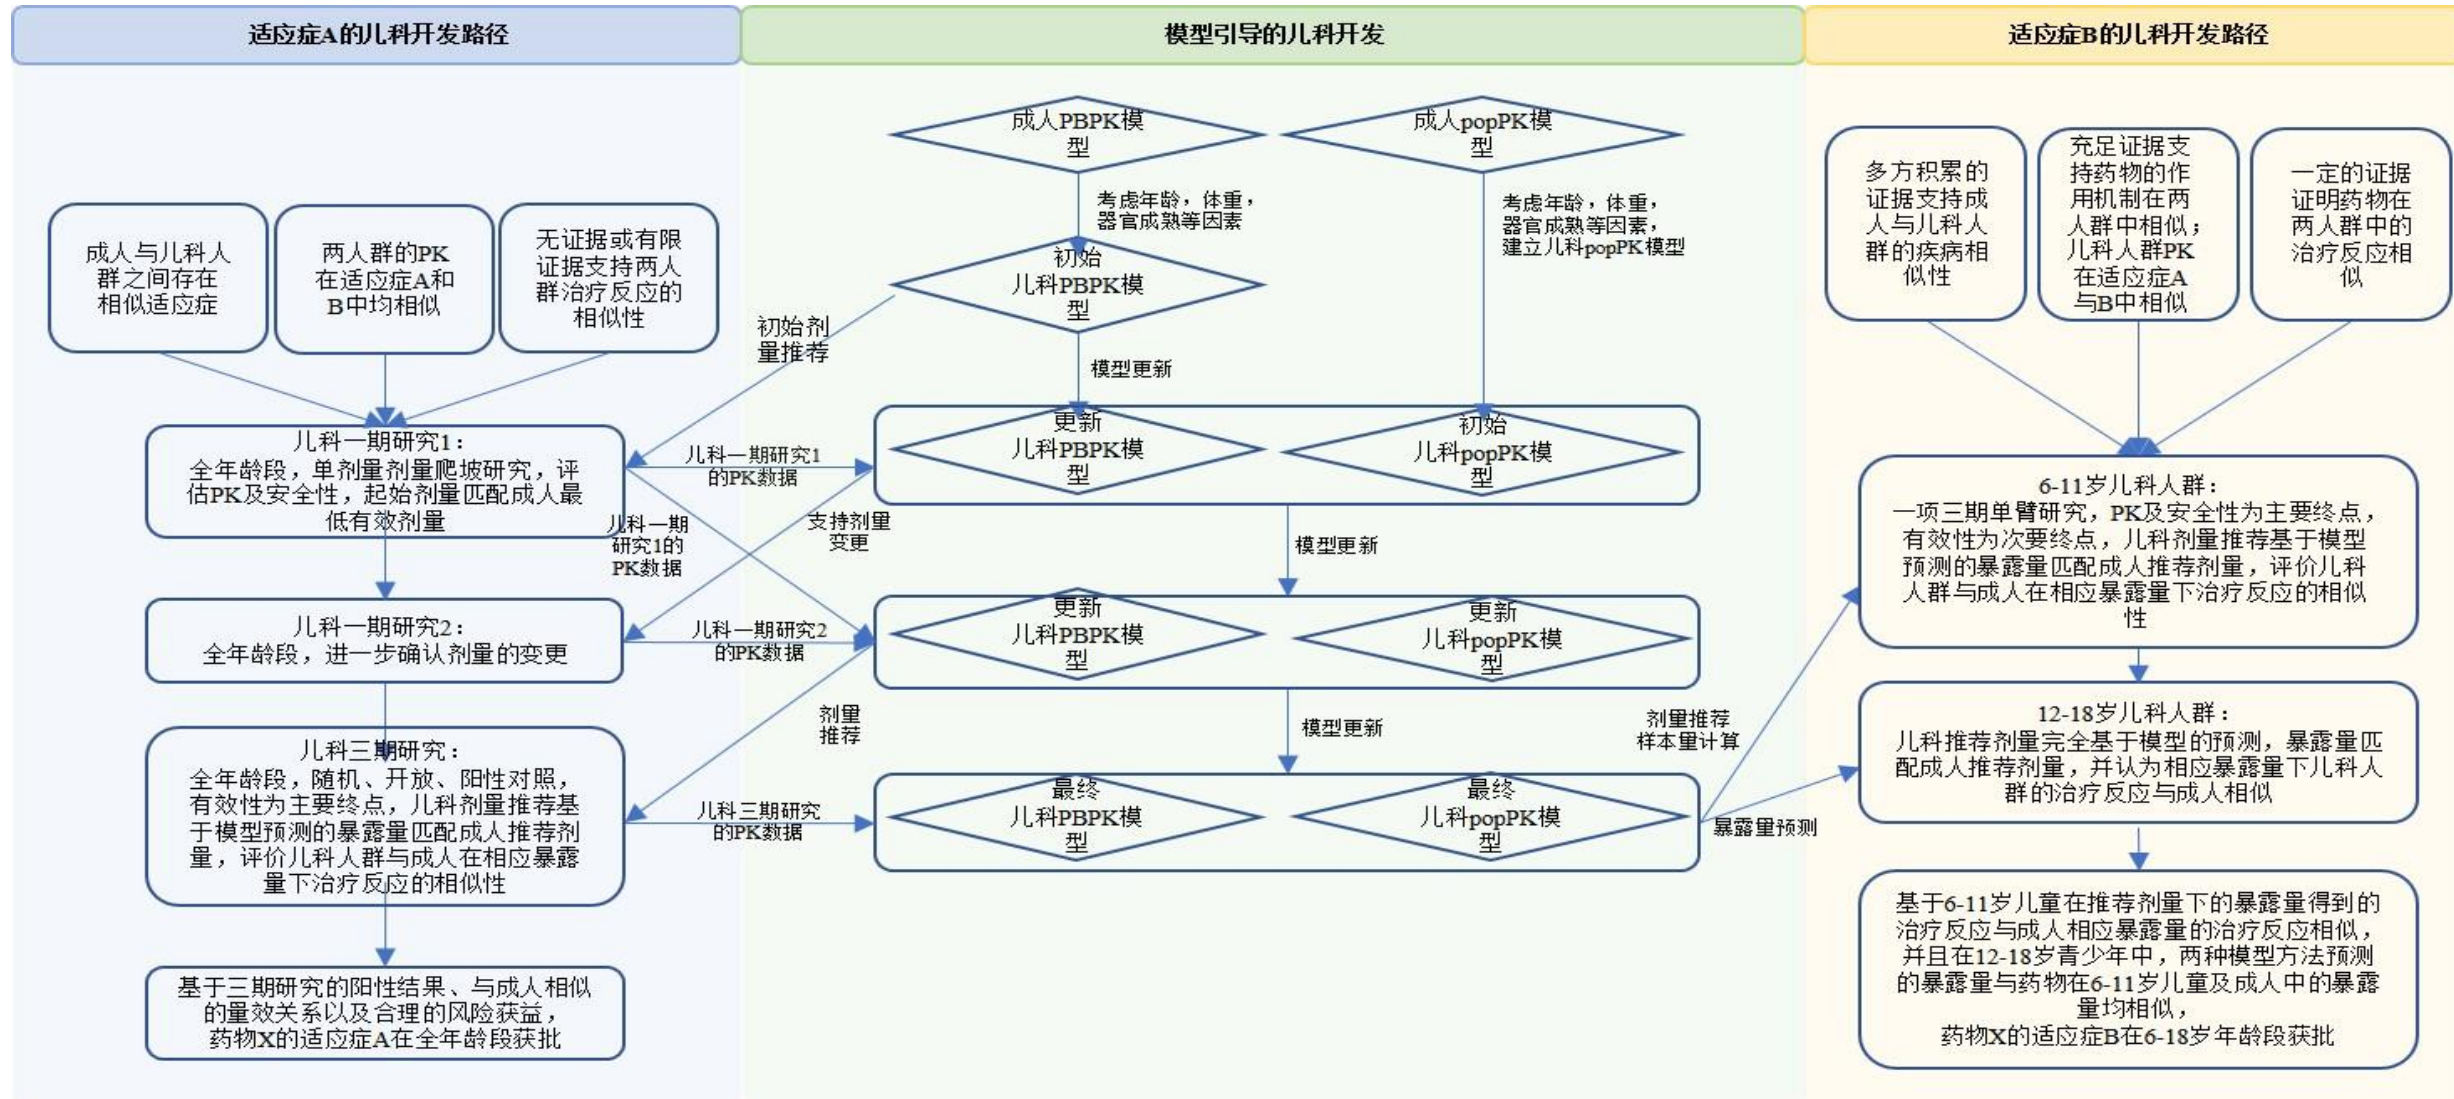 适应症A的儿科开发路径
模型引导的儿科开发
适应症B的儿科开发路径
成人与儿科人
群之间存在
相似适应症
两人群的PK
在适应症A和
B中均相似
无证据或有限
证据支持两人
群治疗反应的
相似性
儿科一期研究1：
全年龄段，单剂量剂量爬坡研究，评
估PK及安全性，起始剂量匹配成人最
低有效剂量
儿科一期研究2：
全年龄段，进一步确认剂量的变更
儿科三期研究：
全年龄段，随机、开放、阳性对照，
有效性为主要终点，儿科剂量推荐基
于模型预测的暴露量匹配成人推荐剂
量，评价儿科人群与成人在相应暴露
量下治疗反应的相似性
基于三期研究的阳性结果、与成人相似
的量效关系以及合理的风险获益，
药物X的适应症A在全年龄段获批
成人PBPK模
型
成人popPK模
型
考虑年龄，体重，
器官成熟等因素
考虑年龄，体重，
器官成熟等因素，
建立儿科popPK模型
初始
儿科PBPK模
型
初始剂
量推荐
模型更新
更新
儿科PBPK模
型
初始
儿科popPK模
型
儿科一期研究1
的PK数据
儿科一期
研究1的
PK数据
支持剂量
变更
模型更新
更新
儿科PBPK模
型
更新
儿科popPK模
型
儿科一期研究2
的PK数据
剂量
推荐
模型更新
最终
儿科PBPK模
型
最终
儿科popPK模
型
儿科三期研究
的PK数据
剂量推荐
样本量计算
暴露量预测
多方积累的
证据支持成
人与儿科人
群的疾病相
似性
充足证据支
持药物的作
用机制在两
人群中相似；
儿科人群PK
在适应症A
与B中相似
一定的证据
证明药物在
两人群中的
治疗反应相
似
6-11岁儿科人群：
一项三期单臂研究，PK及安全性为主要终点，
有效性为次要终点，儿科剂量推荐基于模型
预测的暴露量匹配成人推荐剂量，评价儿科
人群与成人在相应暴露量下治疗反应的相似
性
12-18岁儿科人群：
儿科推荐剂量完全基于模型的预测，暴露量匹
配成人推荐剂量，并认为相应暴露量下儿科人
群的治疗反应与成人相似
基于6-11岁儿童在推荐剂量下的暴露量得到的
治疗反应与成人相应暴露量的治疗反应相似，
并且在12-18岁青少年中，两种模型方法预测
的暴露量与药物在6-11岁儿童及成人中的暴露
量均相似，
药物X的适应症B在6-18岁年龄段获批